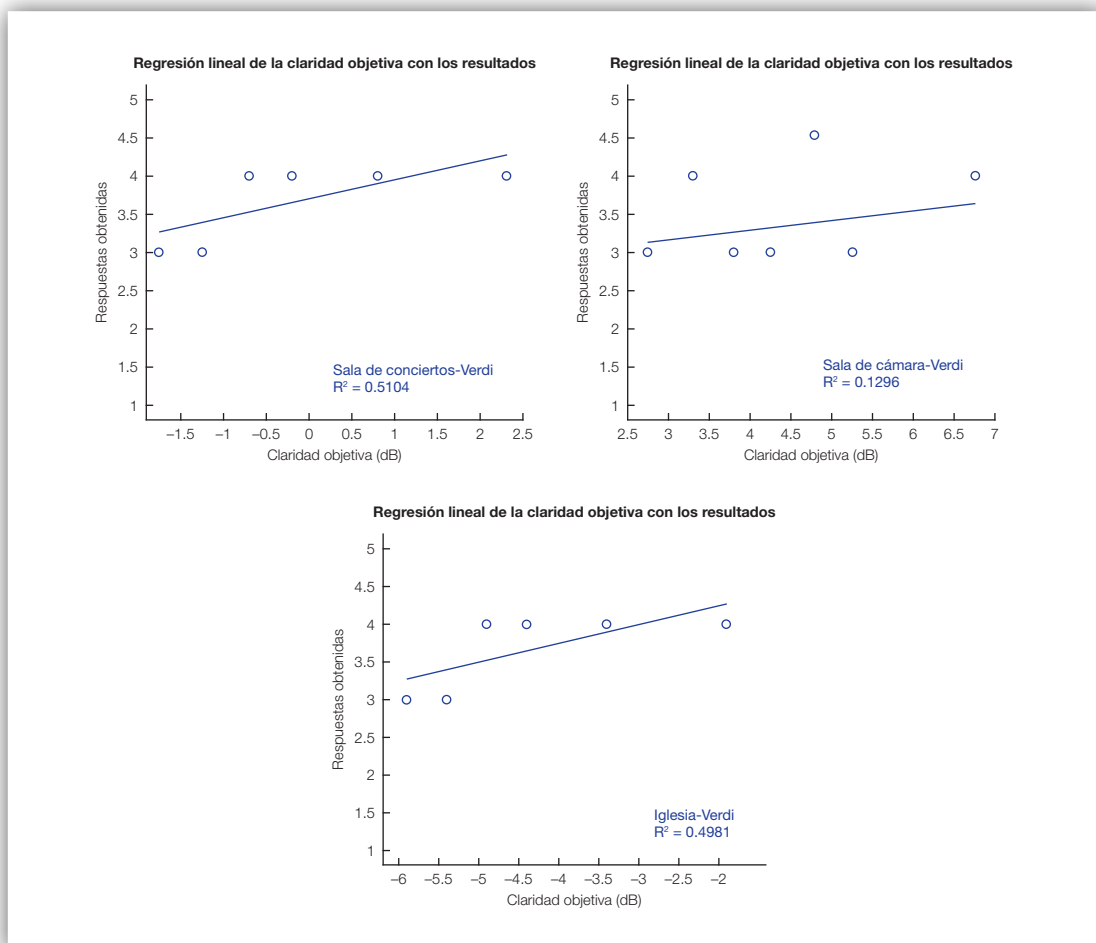 Regresión lineal de la claridad objetiva con los resultados
5
4.5
4
3.5
3
2.5
2
1.5
1
Respuestas obtenidas
Sala de conciertos-Verdi
R² = 0.5104
−1.5 −1 −0.5 0 0.5 1 1.5 2 2.5
Claridad objetiva (dB)
Regresión lineal de la claridad objetiva con los resultados
5
4.5
4
3.5
3
2.5
2
1.5
1
Respuestas obtenidas
Sala de cámara-Verdi
R² = 0.1296
2.5 3 3.5 4 4.5 5 5.5 6 6.5 7
Claridad objetiva (dB)
Regresión lineal de la claridad objetiva con los resultados
5
4.5
4
3.5
3
2.5
2
1.5
1
Respuestas obtenidas
Iglesia-Verdi
R² = 0.4981
−6 −5.5 −5 −4.5 −4 −3.5 −3 −2.5 −2
Claridad objetiva (dB)